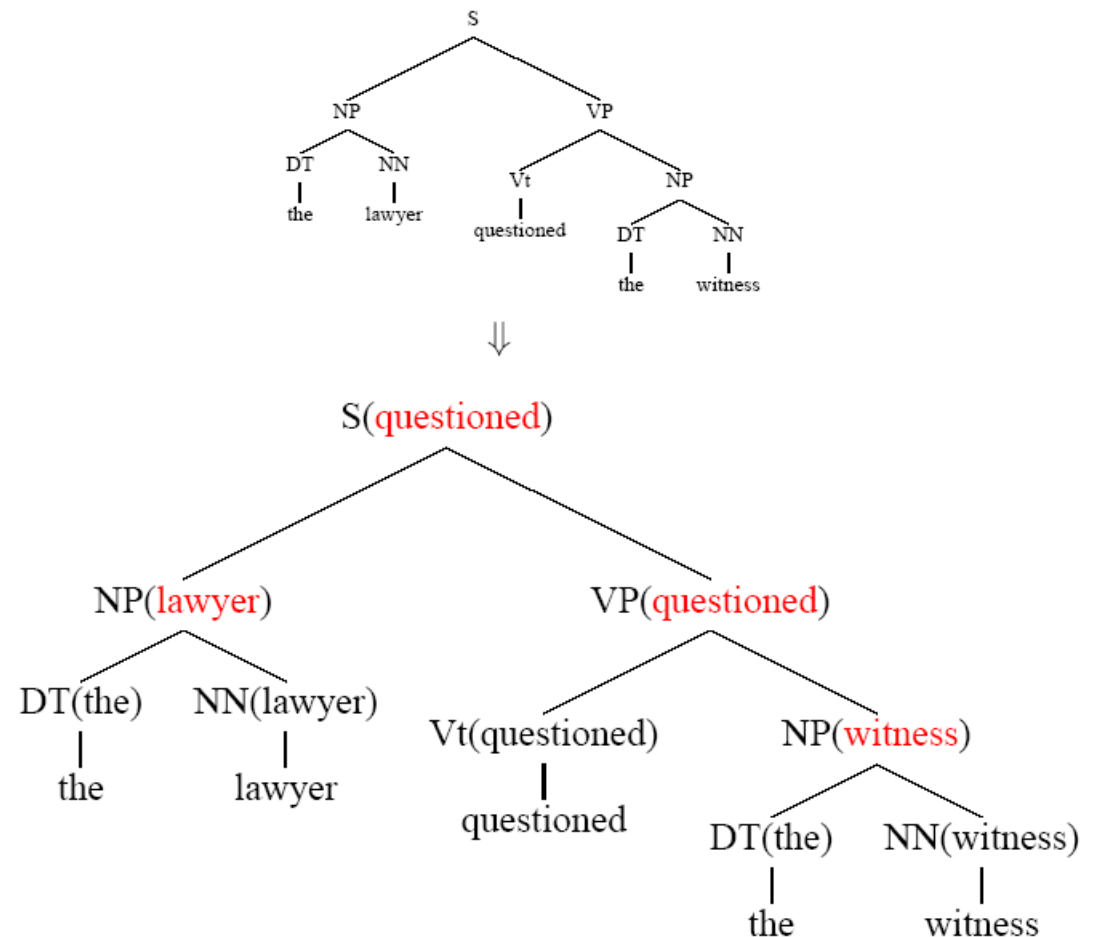 S
NP VP
DT NN Vt NP
the lawyer questioned DT NN
the witness
⇓
S(questioned)
NP(lawyer) VP(questioned)
DT(the) NN(lawyer) Vt(questioned) NP(witness)
the lawyer questioned DT(the) NN(witness)
the witness